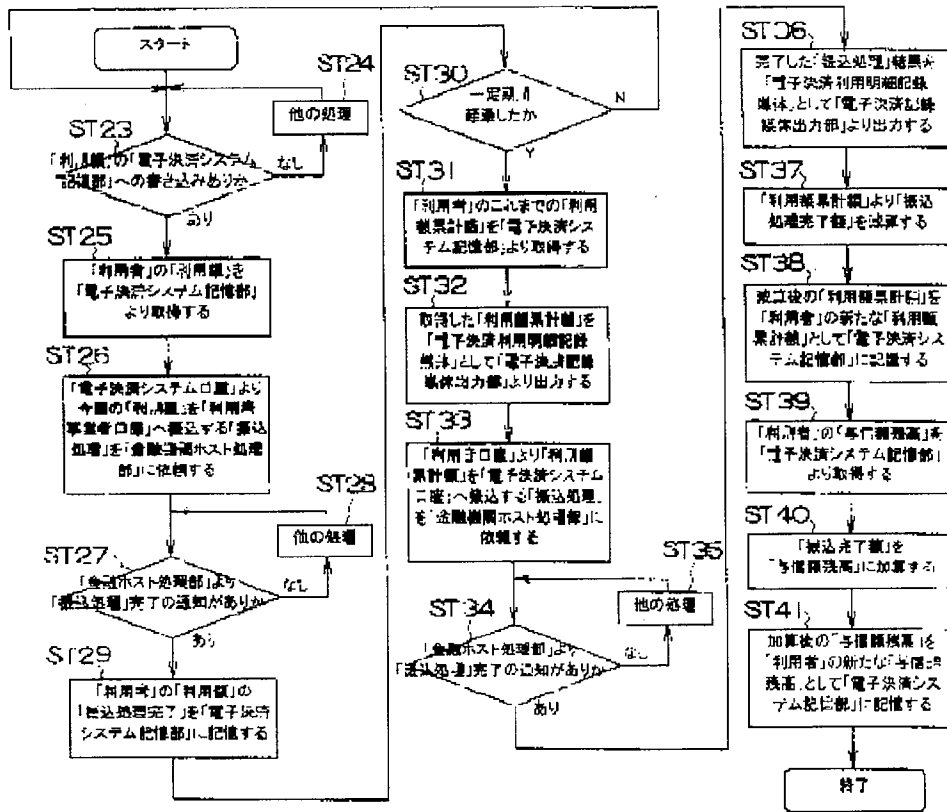 スタート
ST24
他の処理
ST23
「利用額」の「電子決済システム
記憶部」への書き込みありか
なし
あり
ST25
「利用者」の「利用額」を
「電子決済システム記憶部」
より取得する
ST26
「電子決済システム口座」より
今回の「利用額」を「利用済
事業者口座」へ振込する「振込
処理」を「金融機関ホスト処理
部」に依頼する
ST28
他の処理
ST27
「金融ホスト処理部」より
「振込処理」完了の通知がありか
なし
あり
ST29
「利用者」の「利用額」の
「振込処理完了」を「電子決済
システム記憶部」に記憶する
ST30
一定期間
経過したか
N
Y
ST31
「利用者」のこれまでの「利用
額累計額」を「電子決済シス
テム記憶部」より取得する
ST32
取得した「利用額累計額」を
「電子決済利用明細記録
媒体」として「電子決済記録
媒体出力部」より出力する
ST33
「利用者口座」より「利用額
累計額」を「電子決済システム
口座」へ振込する「振込処理」
を「金融機関ホスト処理部」に
依頼する
ST35
他の処理
ST34
「金融ホスト処理部」より
「振込処理」完了の通知がありか
なし
あり
ST36
完了した「振込処理」結果を
「電子決済利用明細記録
媒体」として「電子決済記録
媒体出力部」より出力する
ST37
「利用額累計額」より「振込
処理完了額」を減算する
ST38
減算後の「利用額累計額」を
「利用者」の新たな「利用額
累計額」として「電子決済シス
テム記憶部」に記憶する
ST39
「利用者」の「与信額残高」を
「電子決済システム記憶部」
より取得する
ST40
「振込完了額」を
「与信額残高」に加算する
ST41
加算後の「与信額残高」を
「利用者」の新たな「与信額
残高」として「電子決済シス
テム記憶部」に記憶する
終了